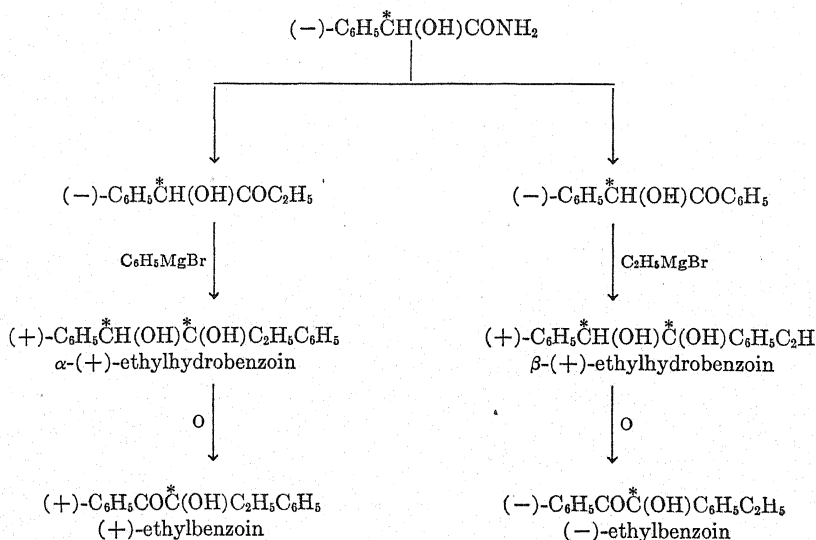 (−)-C₆H₅C*H(OH)CONH₂
(−)-C₆H₅C*H(OH)COC₂H₅
(−)-C₆H₅C*H(OH)COC₆H₅
C₆H₅MgBr
C₂H₅MgBr
(+)-C₆H₅C*H(OH)C*(OH)C₂H₅C₆H₅
α-(+)-ethylhydrobenzoin
(+)-C₆H₅C*H(OH)C*(OH)C₆H₅C₂H
β-(+)-ethylhydrobenzoin
O
O
(+)-C₆H₅COC*(OH)C₂H₅C₆H₅
(+)-ethylbenzoin
(−)-C₆H₅COC*(OH)C₆H₅C₂H₅
(−)-ethylbenzoin